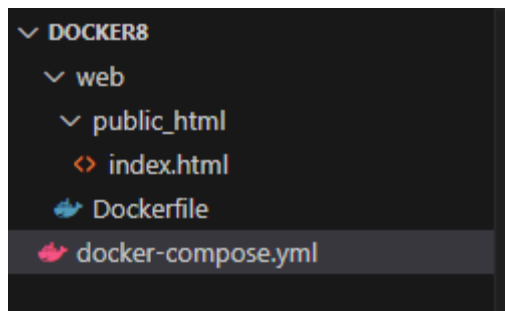 DOCKER8
web
public_html
index.html
Dockerfile
docker-compose.yml